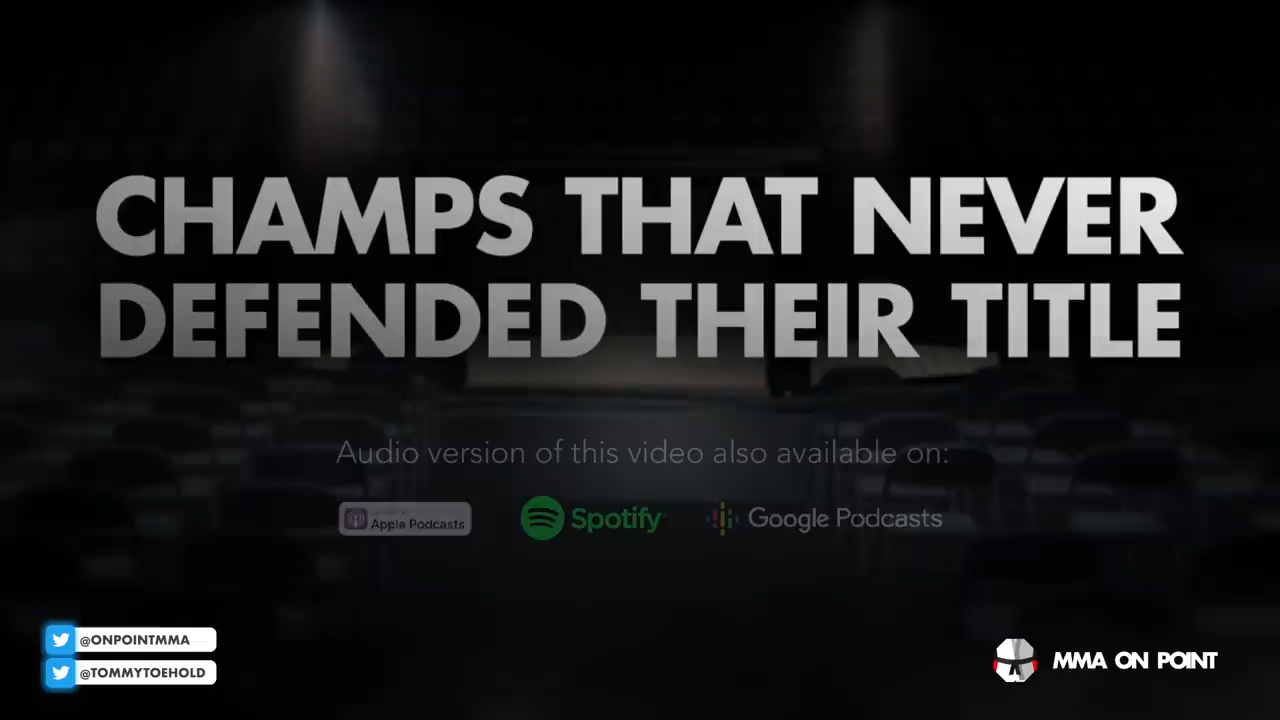 CHAMPS THAT NEVER
DEFENDED THEIR TITLE
Audio version of this video also available on:
Apple Podcasts
Spotify
Google Podcasts
@ONPOINTMMA
@TOMMYTOEHOLD
MMA ON POINT